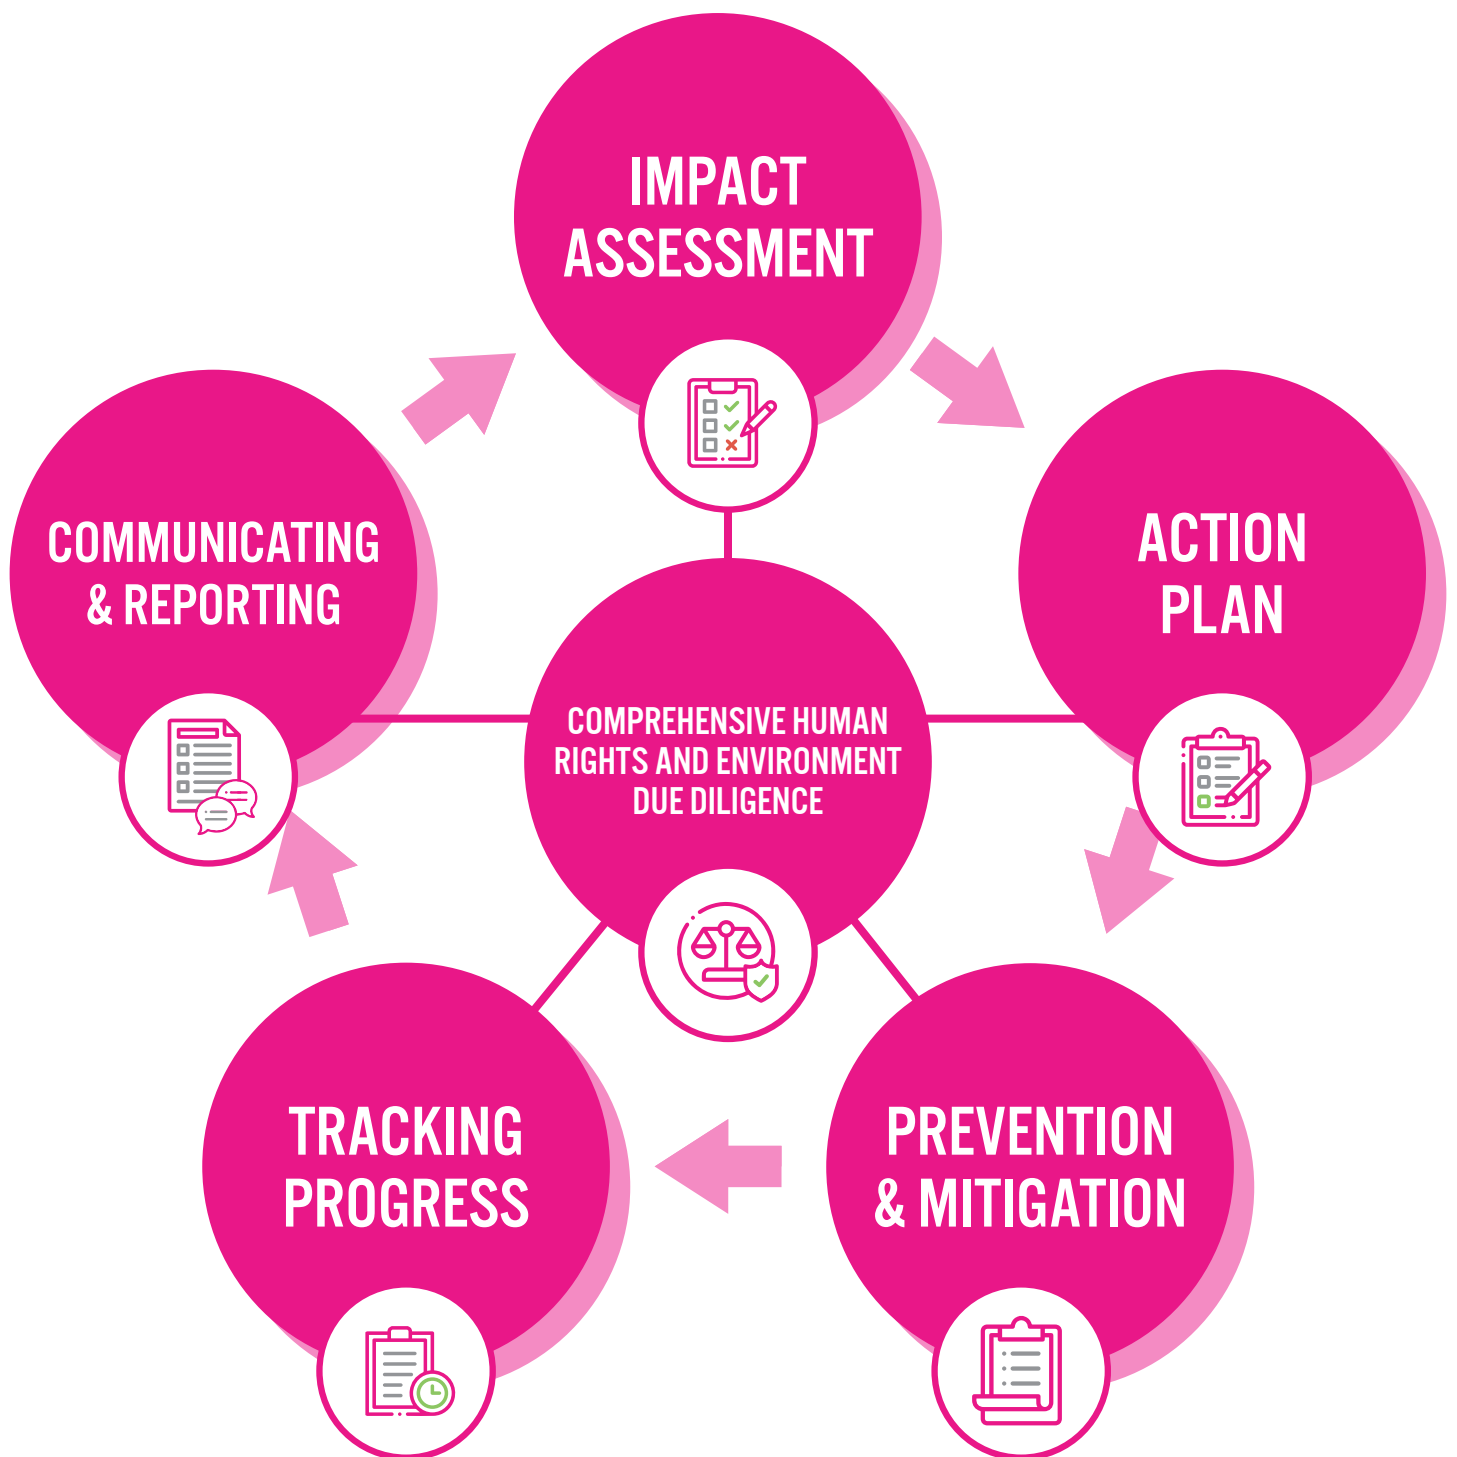 IMPACT
ASSESSMENT
ACTION
PLAN
PREVENTION
& MITIGATION
TRACKING
PROGRESS
COMMUNICATING
& REPORTING
COMPREHENSIVE HUMAN
RIGHTS AND ENVIRONMENT
DUE DILIGENCE